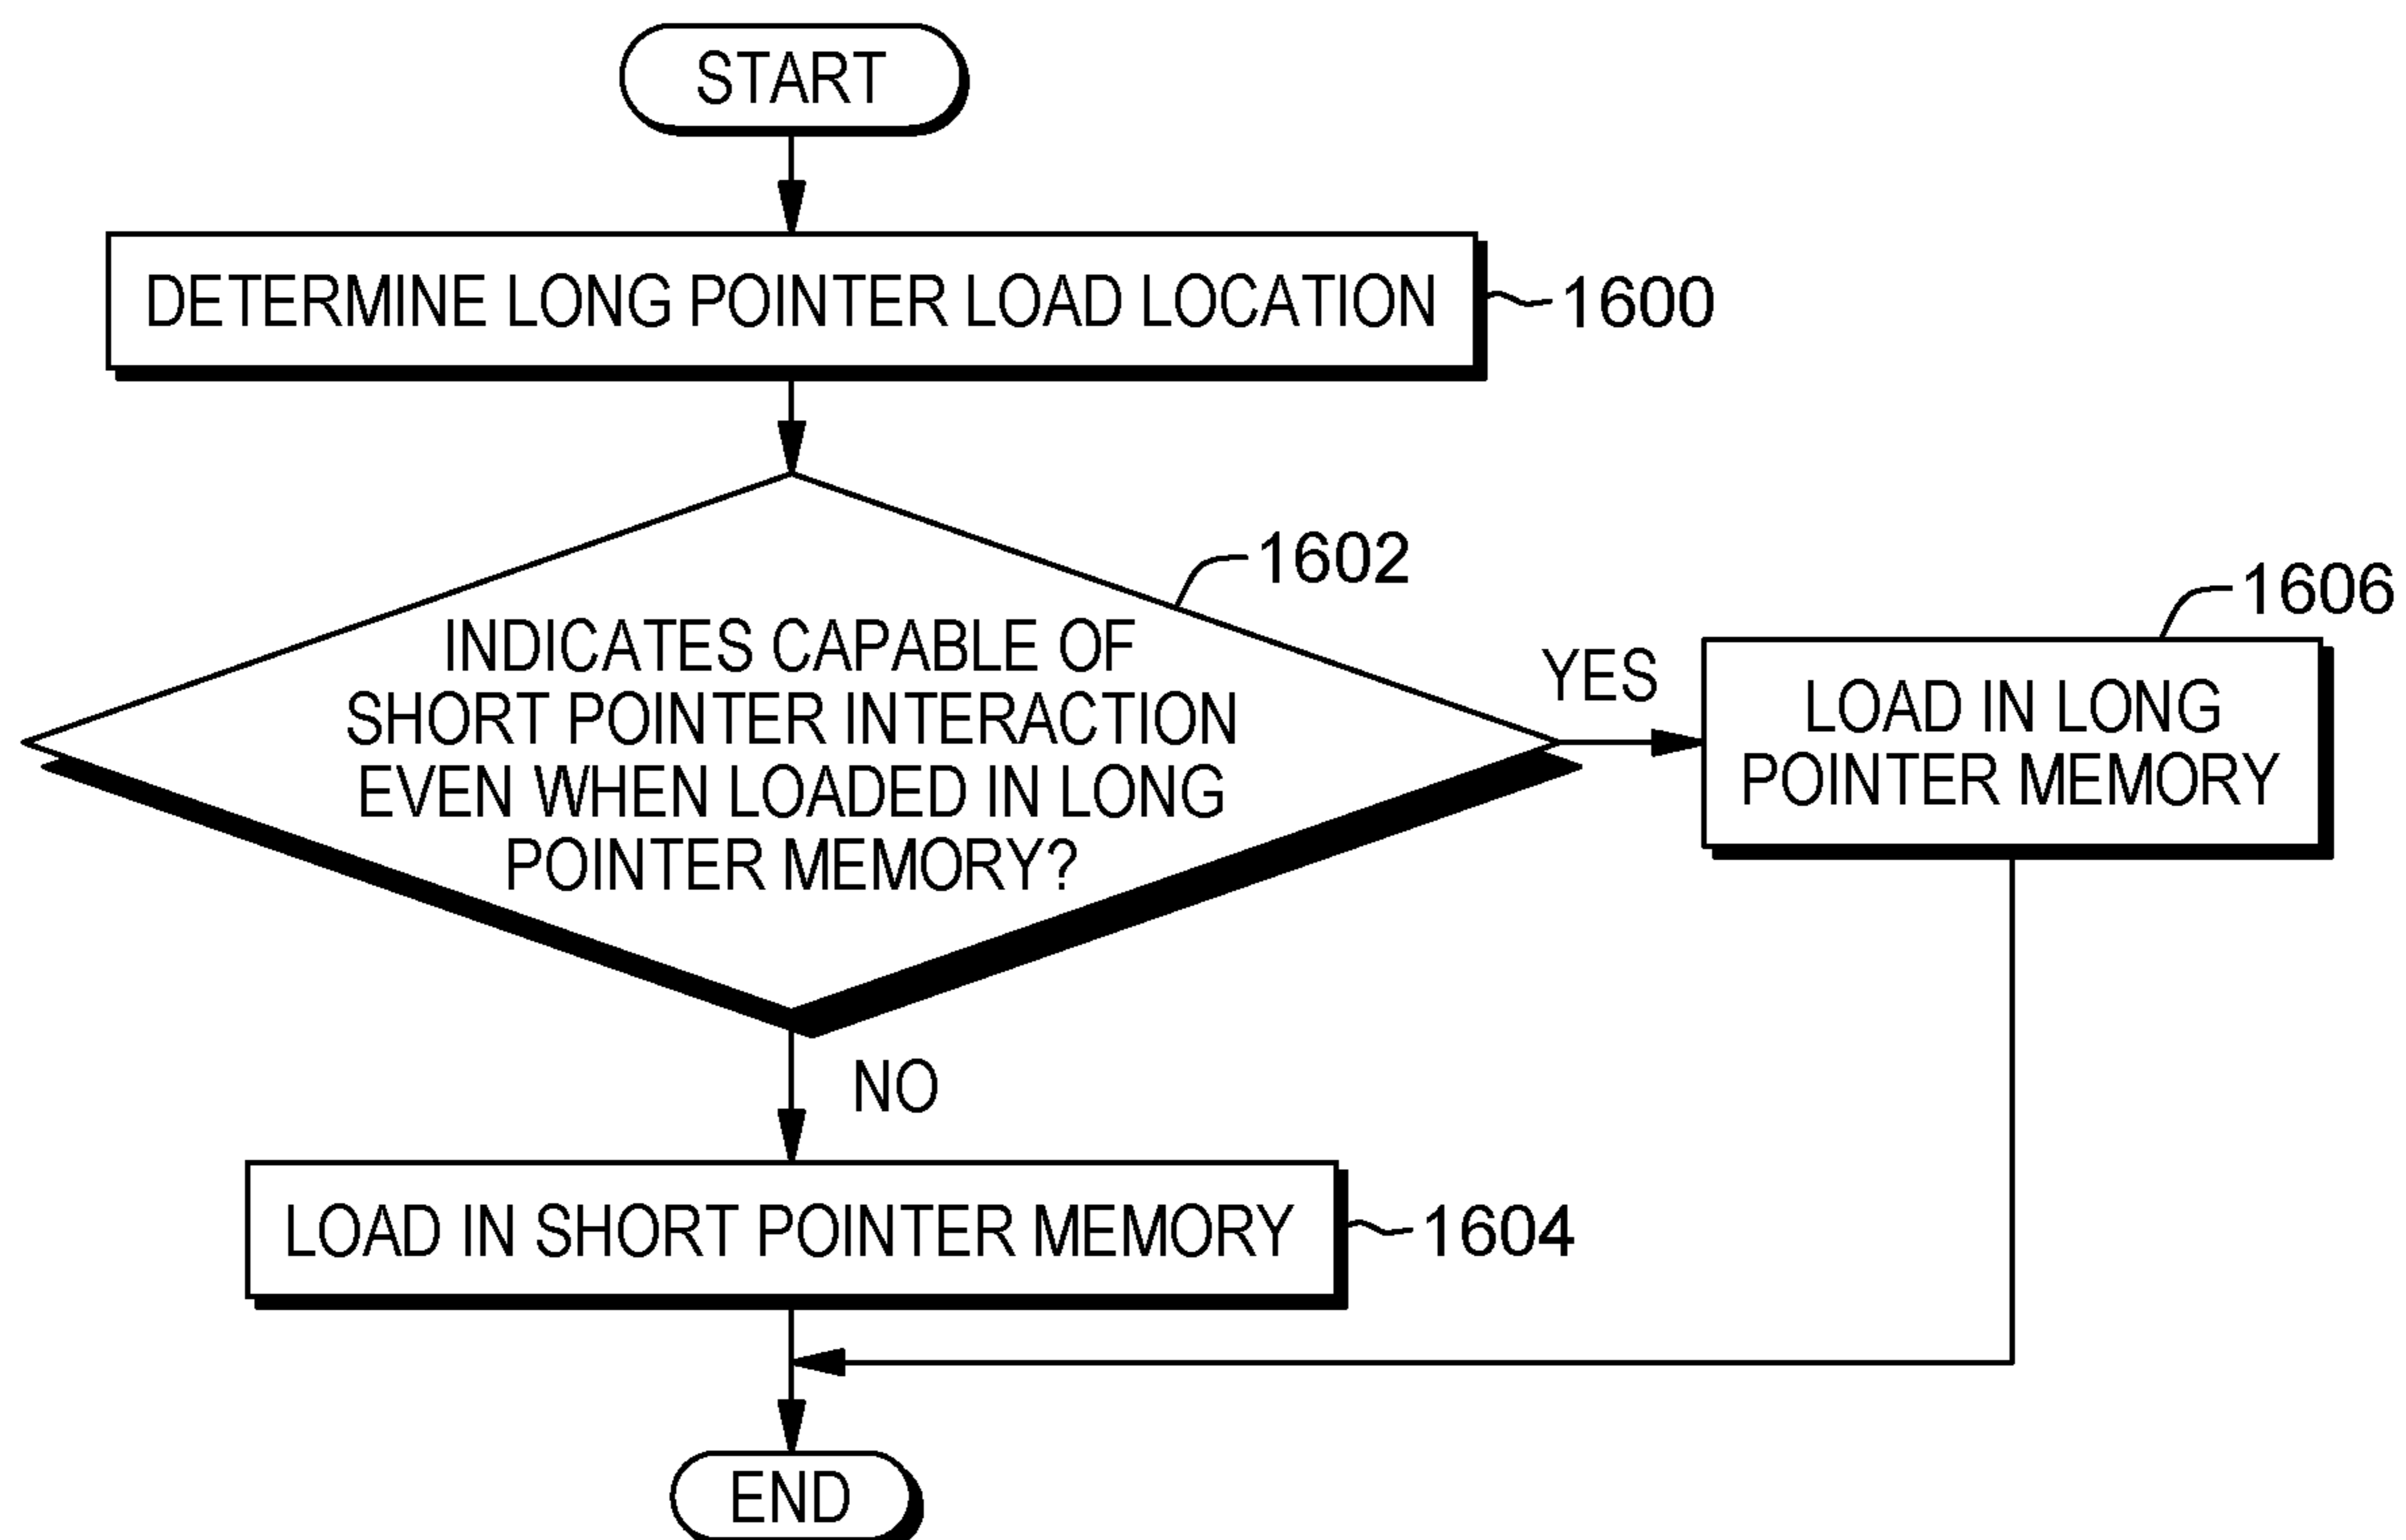 START
DETERMINE LONG POINTER LOAD LOCATION
1600
1602
INDICATES CAPABLE OF
SHORT POINTER INTERACTION
EVEN WHEN LOADED IN LONG
POINTER MEMORY?
YES
1606
LOAD IN LONG
POINTER MEMORY
NO
LOAD IN SHORT POINTER MEMORY
1604
END